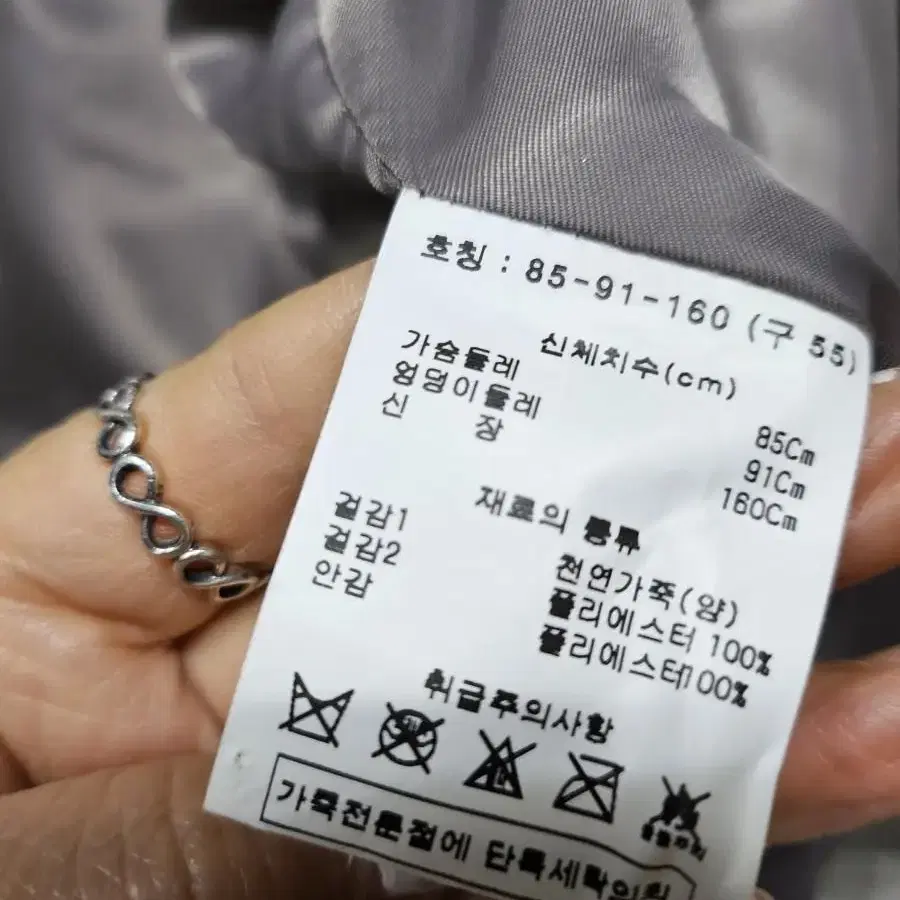 호칭 : 85-91-160 (구 55)
신체치수(cm)
가슴둘레 85Cm
엉덩이둘레 91Cm
신 장 160Cm
재료의 종류
겉감1 천연가죽(양)
겉감2 폴리에스터 100%
안감 폴리에스터100%
취급주의사항
가죽전문점에 단독세탁의뢰